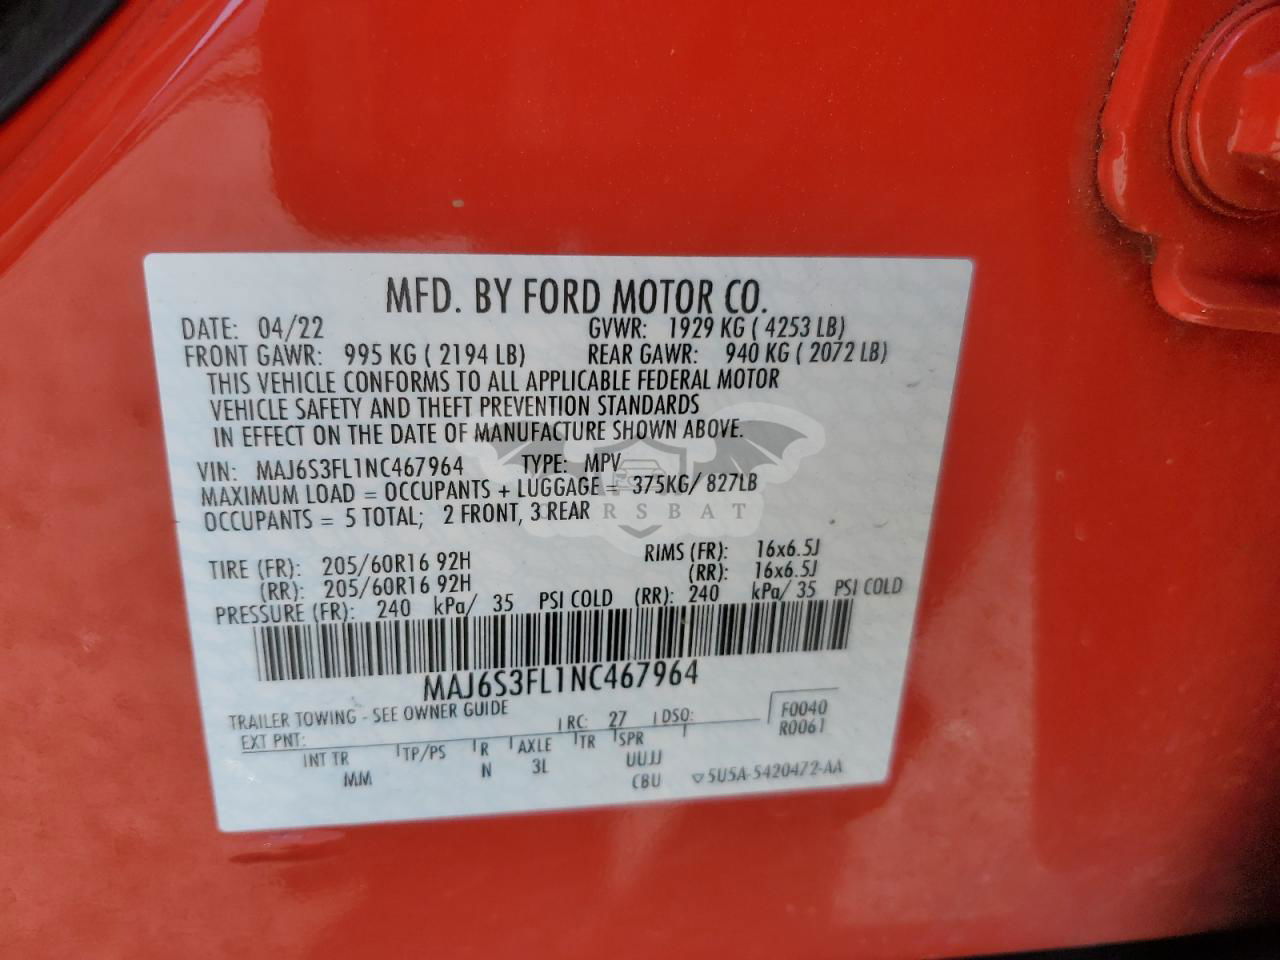 MFD. BY FORD MOTOR CO.
DATE: 04/22 GVWR: 1929 KG ( 4253 LB)
FRONT GAWR: 995 KG ( 2194 LB) REAR GAWR: 940 KG ( 2072 LB)
THIS VEHICLE CONFORMS TO ALL APPLICABLE FEDERAL MOTOR
VEHICLE SAFETY AND THEFT PREVENTION STANDARDS
IN EFFECT ON THE DATE OF MANUFACTURE SHOWN ABOVE.
VIN: MAJ6S3FL1NC467964 TYPE: MPV
MAXIMUM LOAD = OCCUPANTS + LUGGAGE = 375KG/ 827LB
OCCUPANTS = 5 TOTAL; 2 FRONT, 3 REAR
RSBAT
TIRE (FR): 205/60R16 92H RIMS (FR): 16x6.5J
(RR): 205/60R16 92H (RR): 16x6.5J
PRESSURE (FR): 240 kPa/ 35 PSI COLD (RR): 240 kPa/ 35 PSI COLD
MAJ6S3FL1NC467964
TRAILER TOWING - SEE OWNER GUIDE
EXT PNT: RC: 27 DSO: F0040
R0061
INT TR TP/PS R AXLE TR SPR
MM N 3L UUJJ
CBU 5U5A-5420472-AA